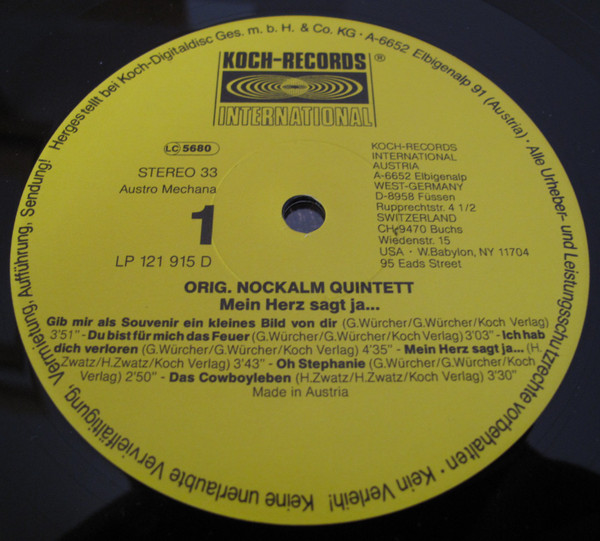 Hergestellt bei Koch-Digitaldisc Ges. m. b. H. & Co. KG · A-6652 Elbigenalp 91 (Austria) · Alle Urheber- und Leistungsschutzrechte vorbehalten · Kein Verleih! Keine unerlaubte Vervielfältigung, Vermietung, Aufführung, Sendung!
KOCH-RECORDS
®
INTERNATIONAL
LC 5680
STEREO 33
Austro Mechana
1
LP 121 915 D
KOCH-RECORDS
INTERNATIONAL
AUSTRIA
A-6652 Elbigenalp
WEST-GERMANY
D-8958 Füssen
Rupprechtstr. 4 1/2
SWITZERLAND
CH-9470 Buchs
Wiedenstr. 15
USA · W.Babylon, NY 11704
95 Eads Street
ORIG. NOCKALM QUINTETT
Mein Herz sagt ja...
Gib mir als Souvenir ein kleines Bild von dir (G.Würcher/G.Würcher/Koch Verlag)
3'51" - Du bist für mich das Feuer (G.Würcher/G.Würcher/Koch Verlag) 3'03" - Ich hab
dich verloren (G.Würcher/G.Würcher/Koch Verlag) 4'35" - Mein Herz sagt ja... (H.
Zwatz/H.Zwatz/Koch Verlag) 3'43" - Oh Stephanie (G.Würcher/G.Würcher/Koch
Verlag) 2'50" - Das Cowboyleben (H.Zwatz/H.Zwatz/Koch Verlag) 3'30"
Made in Austria